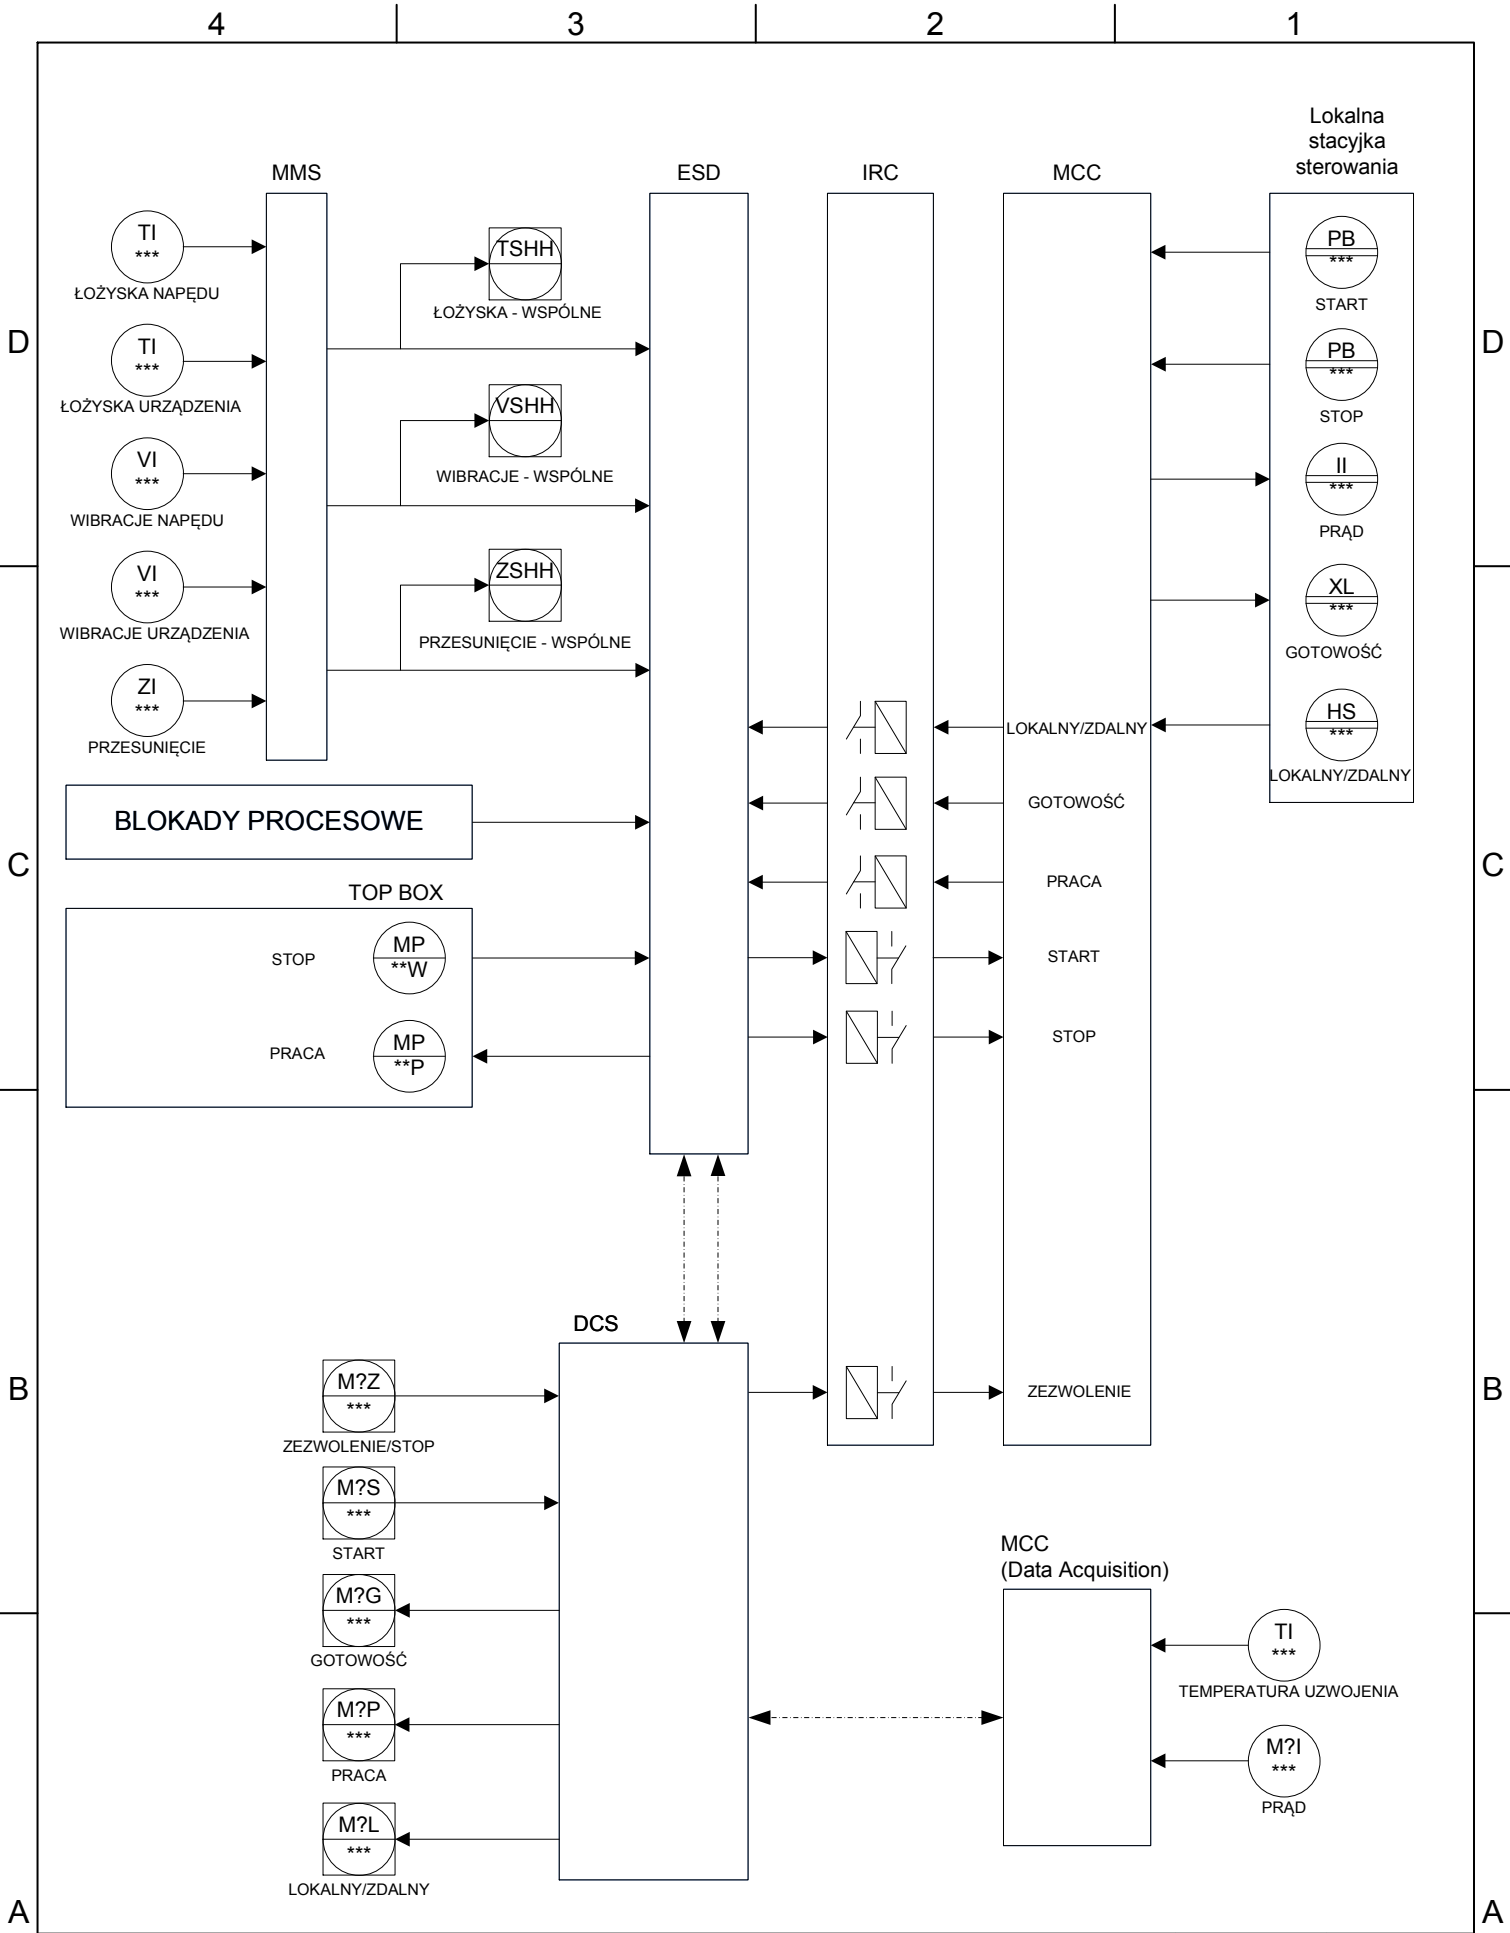 4 3 2 1
MMS
ESD
IRC
MCC
Lokalna
stacyjka
sterowania
TI
***
ŁOŻYSKA NAPĘDU
TI
***
ŁOŻYSKA URZĄDZENIA
VI
***
WIBRACJE NAPĘDU
VI
***
WIBRACJE URZĄDZENIA
ZI
***
PRZESUNIĘCIE
TSHH
ŁOŻYSKA - WSPÓLNE
VSHH
WIBRACJE - WSPÓLNE
ZSHH
PRZESUNIĘCIE - WSPÓLNE
PB
***
START
PB
***
STOP
II
***
PRĄD
XL
***
GOTOWOŚĆ
HS
***
LOKALNY/ZDALNY
D
D
LOKALNY/ZDALNY
GOTOWOŚĆ
PRACA
START
STOP
BLOKADY PROCESOWE
C
C
TOP BOX
STOP
MP
**W
PRACA
MP
**P
DCS
B
B
M?Z
***
ZEZWOLENIE/STOP
M?S
***
START
M?G
***
GOTOWOŚĆ
M?P
***
PRACA
M?L
***
LOKALNY/ZDALNY
ZEZWOLENIE
MCC
(Data Acquisition)
TI
***
TEMPERATURA UZWOJENIA
M?I
***
PRĄD
A
A